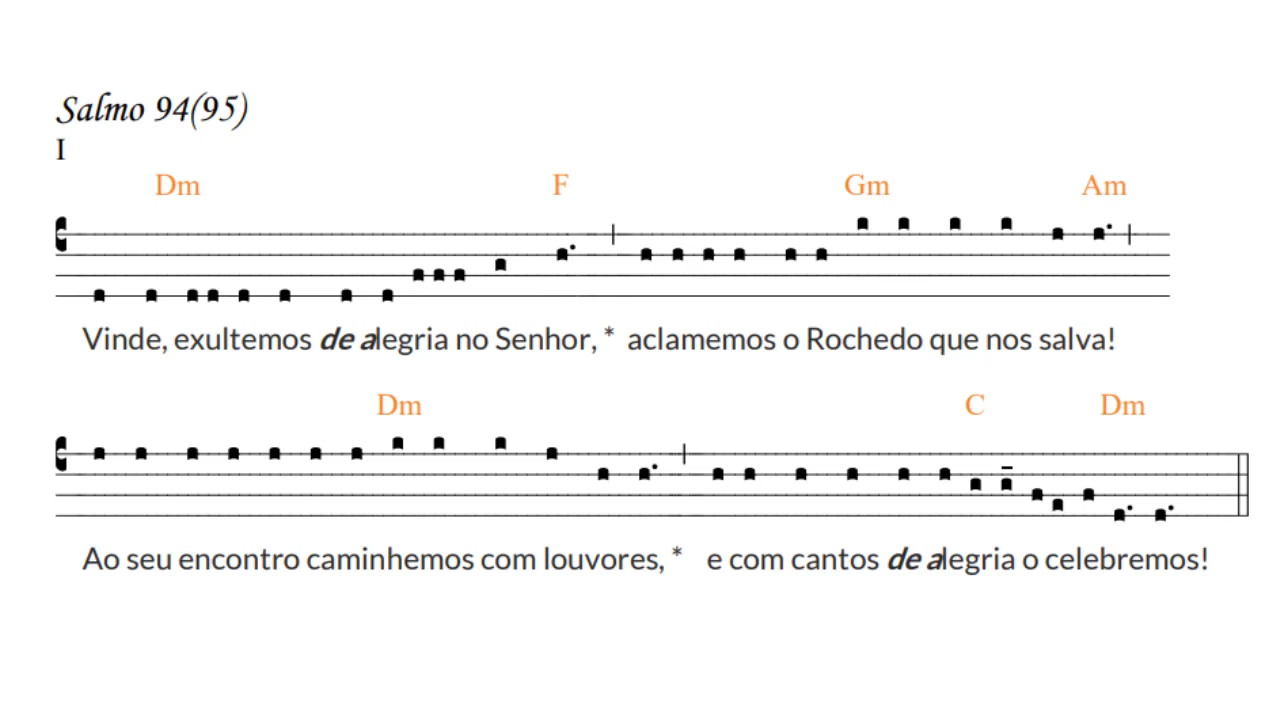 Salmo 94(95)
I
Dm F Gm Am
Vinde, exultemos de alegria no Senhor, * aclamemos o Rochedo que nos salva!
Dm C Dm
Ao seu encontro caminhemos com louvores, * e com cantos de alegria o celebremos!